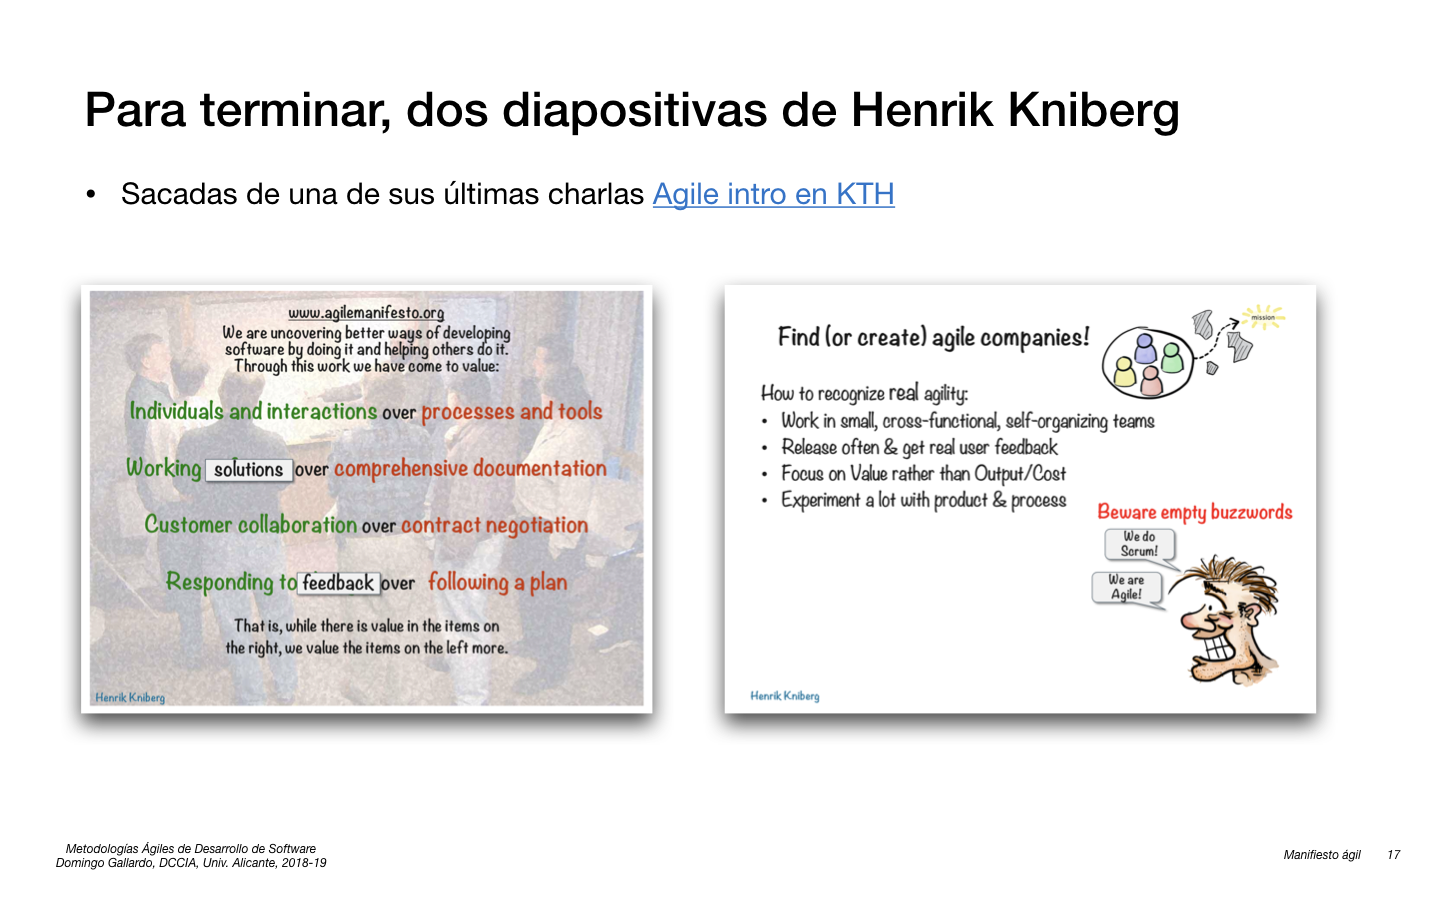 Para terminar, dos diapositivas de Henrik Kniberg
• Sacadas de una de sus últimas charlas Agile intro en KTH
www.agilemanifesto.org
We are uncovering better ways of developing
software by doing it and helping others do it.
Through this work we have come to value:
Individuals and interactions over processes and tools
Working solutions over comprehensive documentation
Customer collaboration over contract negotiation
Responding to feedback over following a plan
That is, while there is value in the items on
the right, we value the items on the left more.
Henrik Kniberg
Find (or create) agile companies!
mission
How to recognize real agility:
• Work in small, cross-functional, self-organizing teams
• Release often & get real user feedback
• Focus on Value rather than Output/Cost
• Experiment a lot with product & process
Beware empty buzzwords
We do
Scrum!
We are
Agile!
Henrik Kniberg
Metodologías Ágiles de Desarrollo de Software
Domingo Gallardo, DCCIA, Univ. Alicante, 2018-19
Manifiesto ágil 17